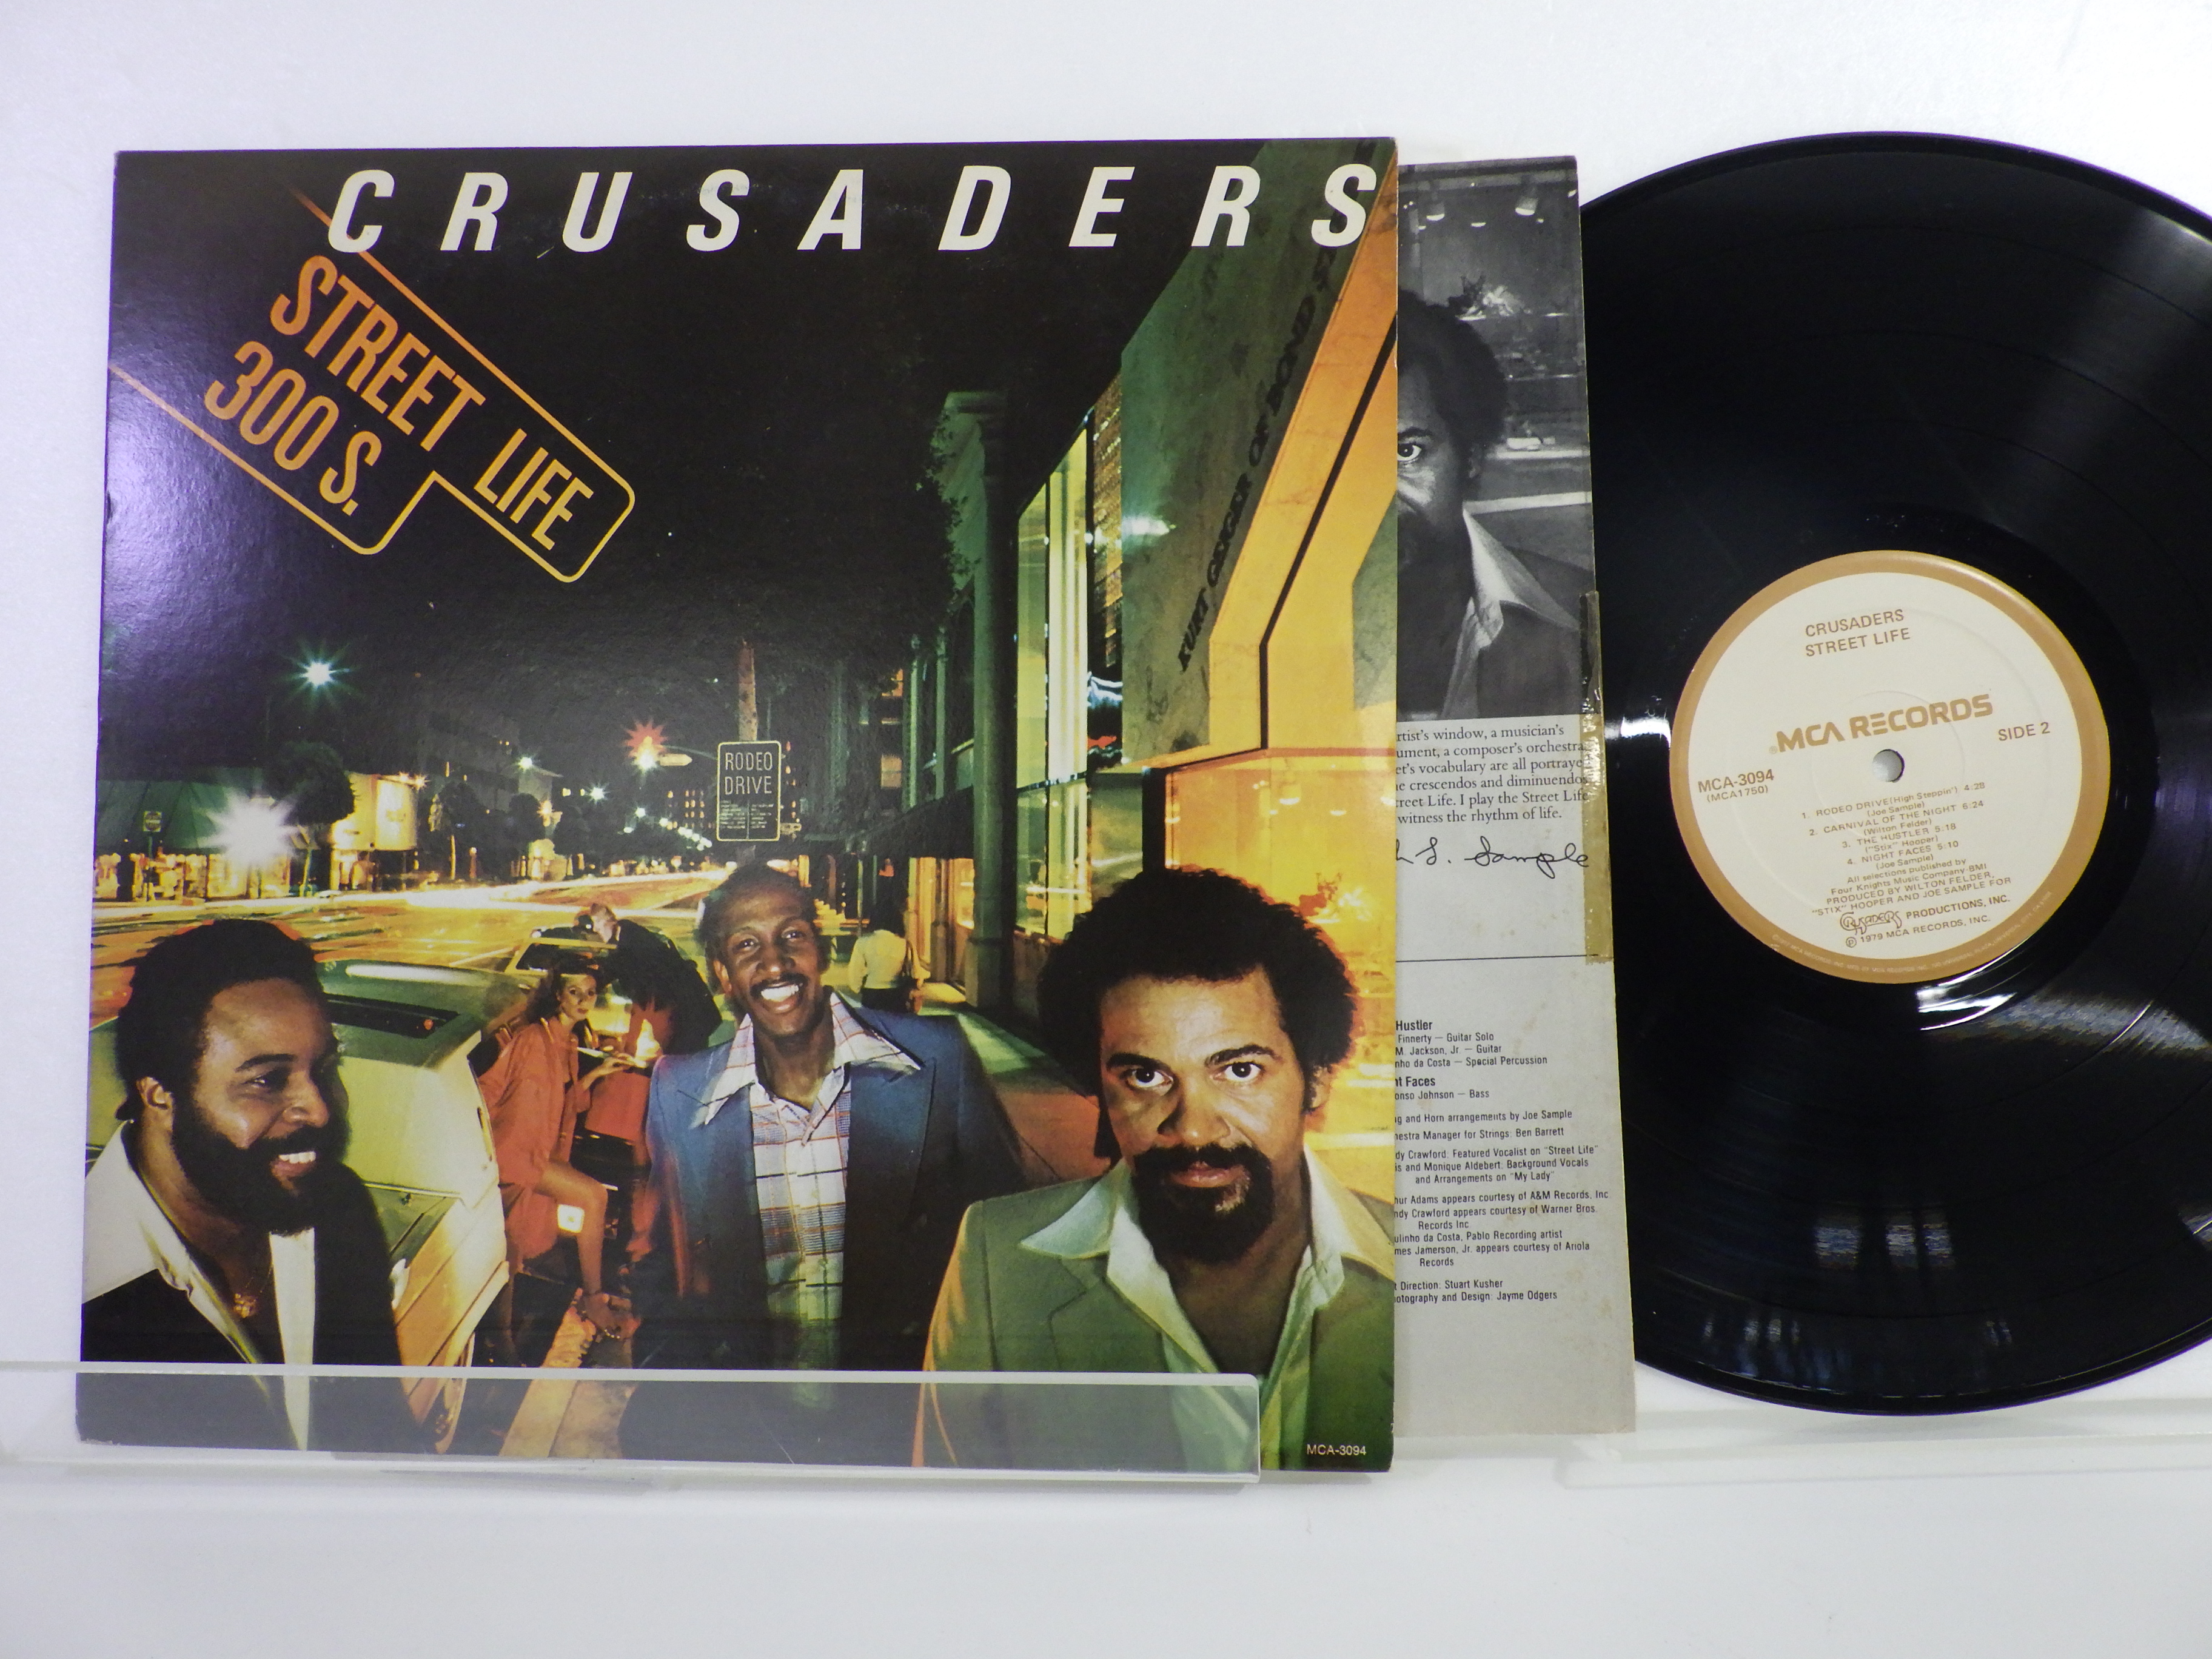 CRUSADERS
STREET LIFE
300 S.
KURT GEIGER OF BOND ST
RODEO
DRIVE
MCA-3094
rtist's window, a musician's
ument, a composer's orchestra
et's vocabulary are all portraye
e crescendos and diminuendos
treet Life. I play the Street Life
witness the rhythm of life.
h S. Sample
Hustler
Finnerty — Guitar Solo
M. Jackson, Jr. — Guitar
nho da Costa — Special Percussion
ht Faces
onso Johnson — Bass
ng and Horn arrangements by Joe Sample
hestra Manager for Strings: Ben Barrett
dy Crawford: Featured Vocalist on "Street Life"
is and Monique Aldebert: Background Vocals
and Arrangements on "My Lady"
hur Adams appears courtesy of A&M Records, Inc.
ndy Crawford appears courtesy of Warner Bros.
Records Inc.
ulinho da Costa, Pablo Recording artist
mes Jamerson, Jr. appears courtesy of Ariola
Records
t Direction: Stuart Kusher
otography and Design: Jayme Odgers
CRUSADERS
STREET LIFE
MCA RECORDS
SIDE 2
MCA-3094
(MCA1750)
1. RODEO DRIVE(High Steppin') 4:28
(Joe Sample)
2. CARNIVAL OF THE NIGHT 6:24
(Wilton Felder)
3. THE HUSTLER 5:18
("Stix" Hooper)
4. NIGHT FACES 5:10
(Joe Sample)
All selections published by
Four Knights Music Company-BMI
PRODUCED BY WILTON FELDER,
"STIX" HOOPER AND JOE SAMPLE FOR
CRUSADERS PRODUCTIONS, INC.
℗ 1979 MCA RECORDS, INC.